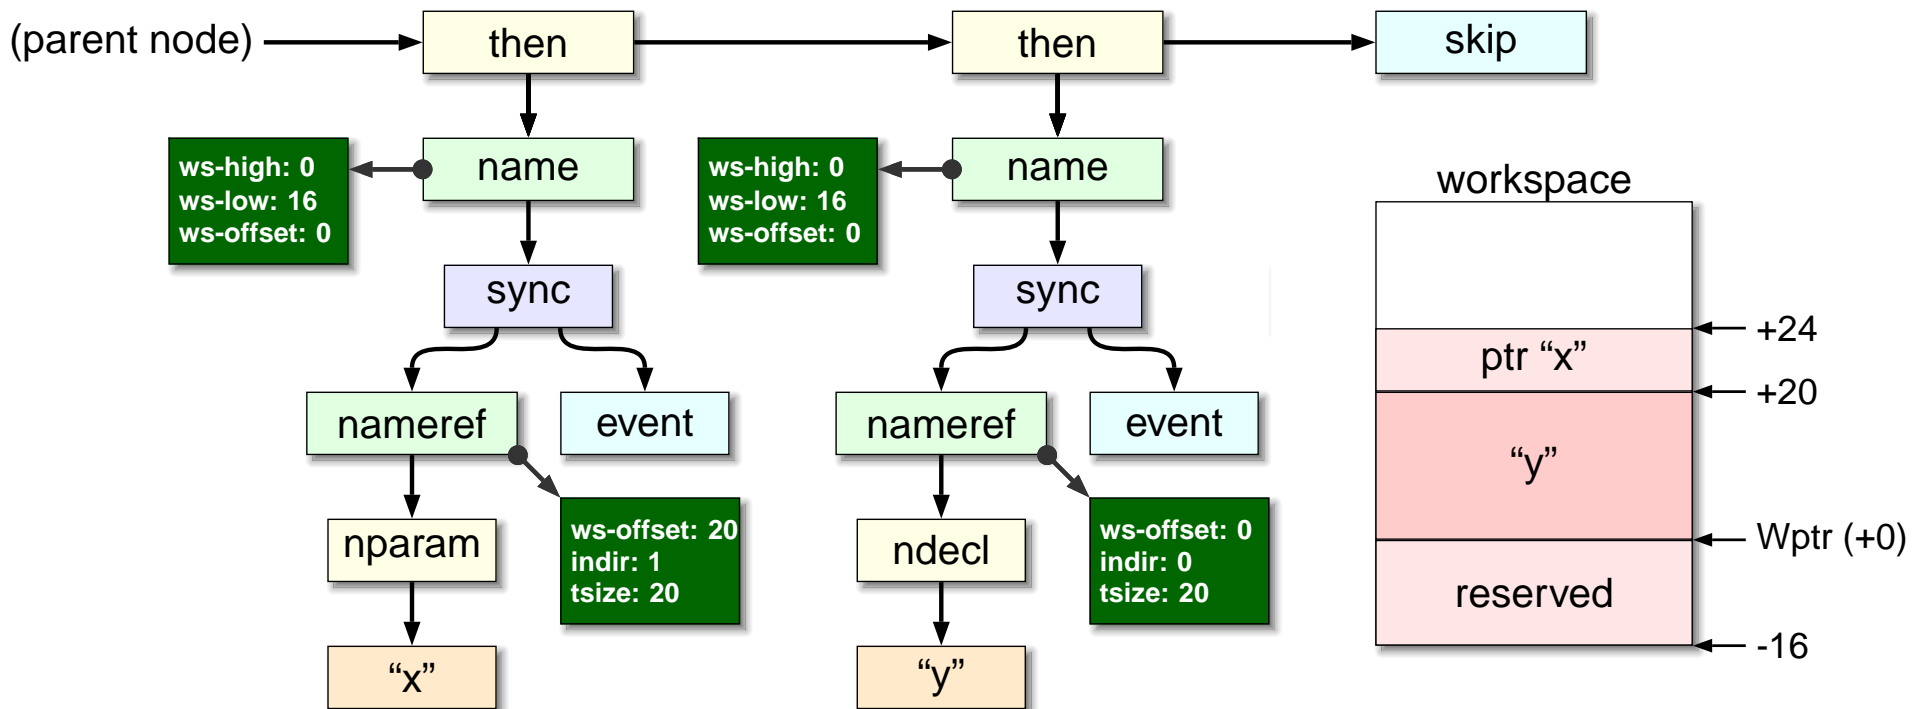 (parent node)
then
then
skip
ws-high: 0
ws-low: 16
ws-offset: 0
name
ws-high: 0
ws-low: 16
ws-offset: 0
name
workspace
sync
sync
+24
ptr “x”
+20
nameref
event
nameref
event
“y”
ws-offset: 20
indir: 1
tsize: 20
ws-offset: 0
indir: 0
tsize: 20
nparam
ndecl
Wptr (+0)
reserved
-16
“x”
“y”